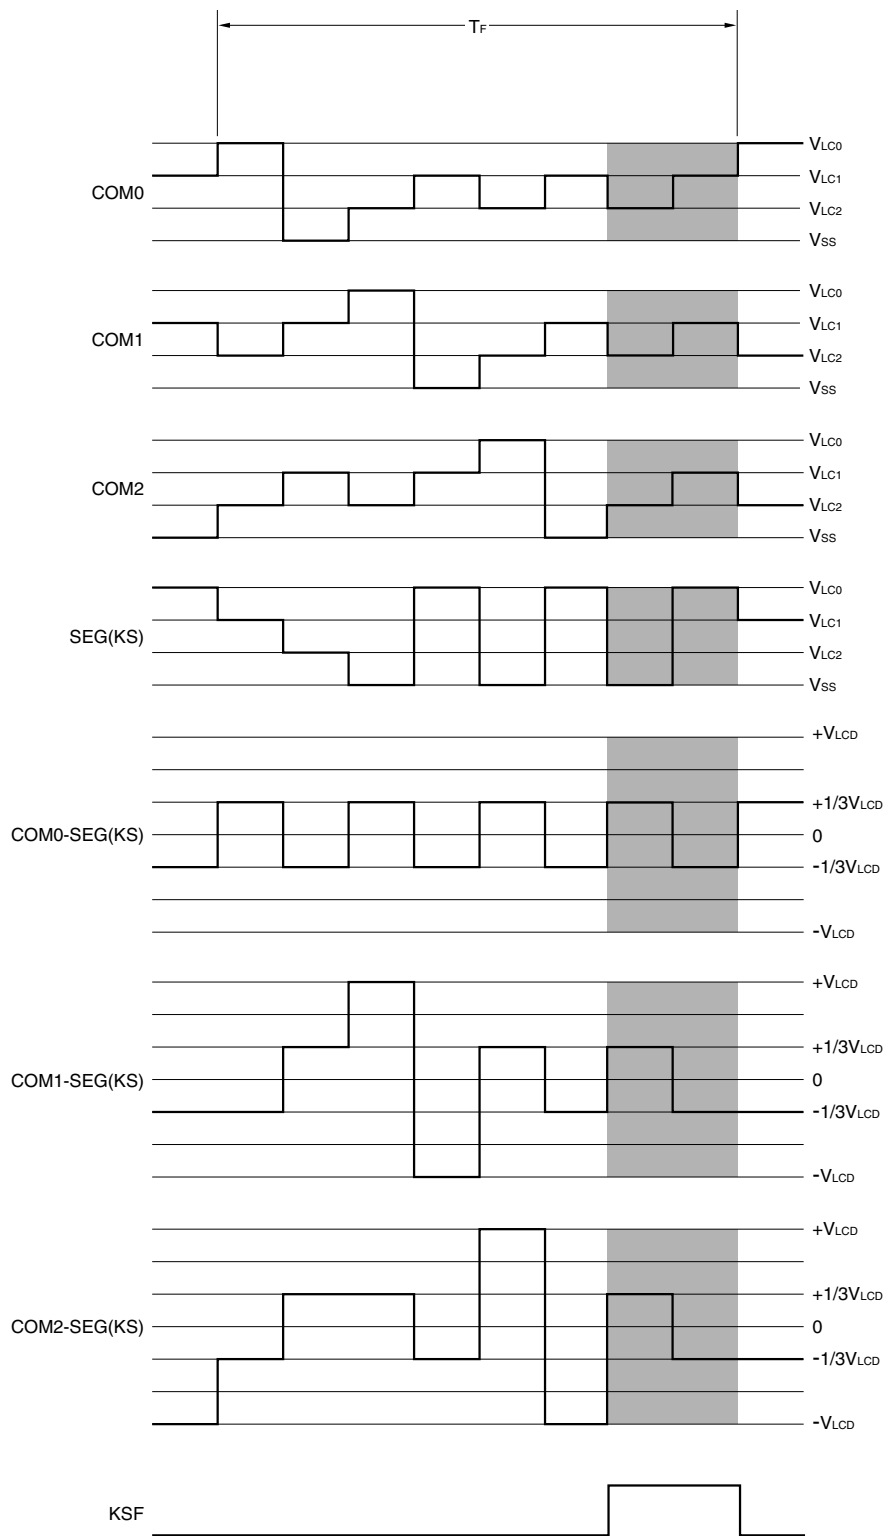 TF
VLC0
VLC1
COM0
VLC2
VSS
VLC0
VLC1
COM1
VLC2
VSS
VLC0
VLC1
COM2
VLC2
VSS
VLC0
VLC1
SEG(KS)
VLC2
VSS
+VLCD
+1/3VLCD
COM0-SEG(KS) 0
-1/3VLCD
-VLCD
+VLCD
+1/3VLCD
COM1-SEG(KS) 0
-1/3VLCD
-VLCD
+VLCD
+1/3VLCD
COM2-SEG(KS) 0
-1/3VLCD
-VLCD
KSF